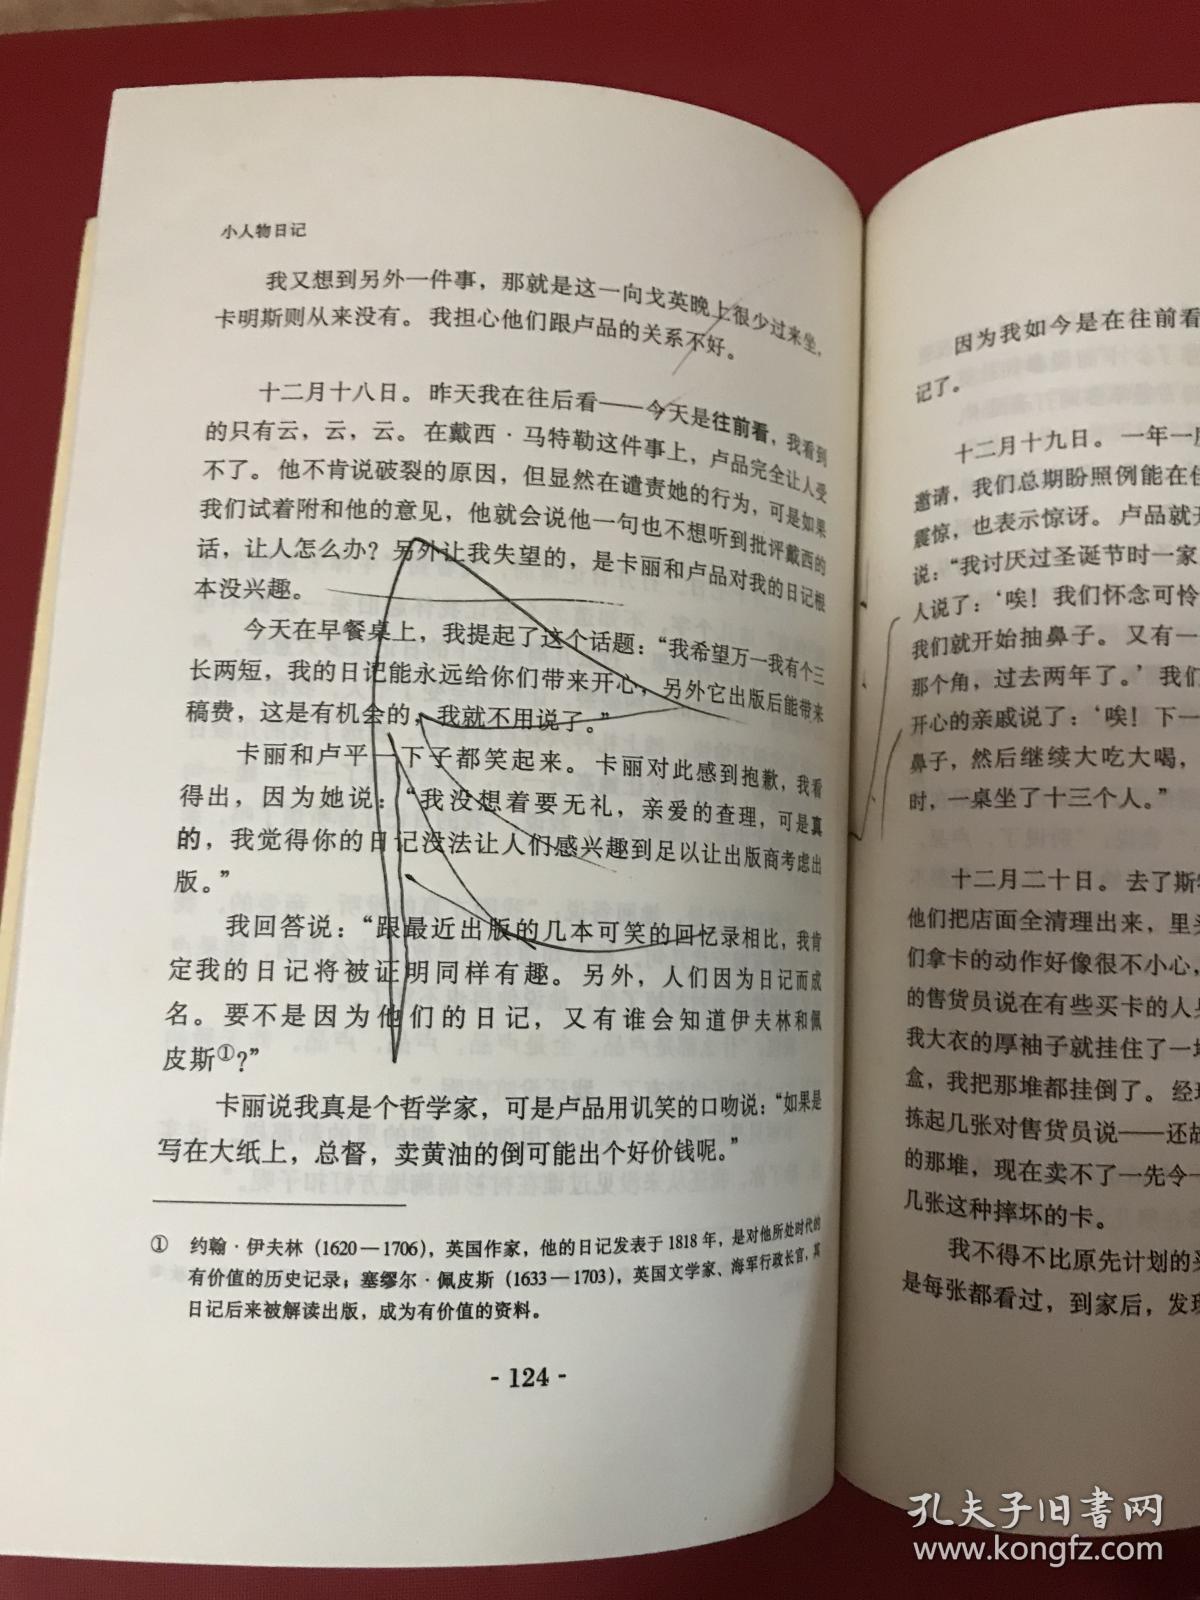 小人物日记
我又想到另外一件事，那就是这一向戈英晚上很少过来坐，
卡明斯则从来没有。我担心他们跟卢品的关系不好。
十二月十八日。昨天我在往后看——今天是往前看，我看到
的只有云，云，云。在戴西·马特勒这件事上，卢品完全让人受
不了。他不肯说破裂的原因，但显然在谴责她的行为，可是如果
我们试着附和他的意见，他就会说他一句也不想听到批评戴西的
话，让人怎么办？另外让我失望的，是卡丽和卢品对我的日记根
本没兴趣。
今天在早餐桌上，我提起了这个话题：“我希望万一我有个三
长两短，我的日记能永远给你们带来开心，另外它出版后能带来
稿费，这是有机会的，我就不用说了。”
卡丽和卢平一下子都笑起来。卡丽对此感到抱歉，我看
得出，因为她说：“我没想着要无礼，亲爱的查理，可是真
的，我觉得你的日记没法让人们感兴趣到足以让出版商考虑出
版。”
我回答说：“跟最近出版的几本可笑的回忆录相比，我肯
定我的日记将被证明同样有趣。另外，人们因为日记而成
名。要不是因为他们的日记，又有谁会知道伊夫林和佩
皮斯①？”
卡丽说我真是个哲学家，可是卢品用讥笑的口吻说：“如果是
写在大纸上，总督，卖黄油的倒可能出个好价钱呢。”
① 约翰·伊夫林（1620—1706），英国作家，他的日记发表于1818年，是对他所处时代的
有价值的历史记录；塞缪尔·佩皮斯（1633—1703），英国文学家、海军行政长官，其
日记后来被解读出版，成为有价值的资料。
- 124 -
因为我如今是在往前看
记了。
十二月十九日。一年一度
邀请，我们总期盼照例能在住
震惊，也表示惊讶。卢品就开
说：“我讨厌过圣诞节时一家
人说了：‘唉！我们怀念可怜
我们就开始抽鼻子。又有一
那个角，过去两年了。’我们
开心的亲戚说了：‘唉！下一
鼻子，然后继续大吃大喝，
时，一桌坐了十三个人。”
十二月二十日。去了斯特
他们把店面全清理出来，里头
们拿卡的动作好像很不小心，
的售货员说在有些买卡的人身
我大衣的厚袖子就挂住了一堆
盒，我把那堆都挂倒了。经理
拣起几张对售货员说——还故
的那堆，现在卖不了一先令一
几张这种摔坏的卡。
我不得不比原先计划的买
是每张都看过，到家后，发现
孔夫子旧书网
www.kongfz.com